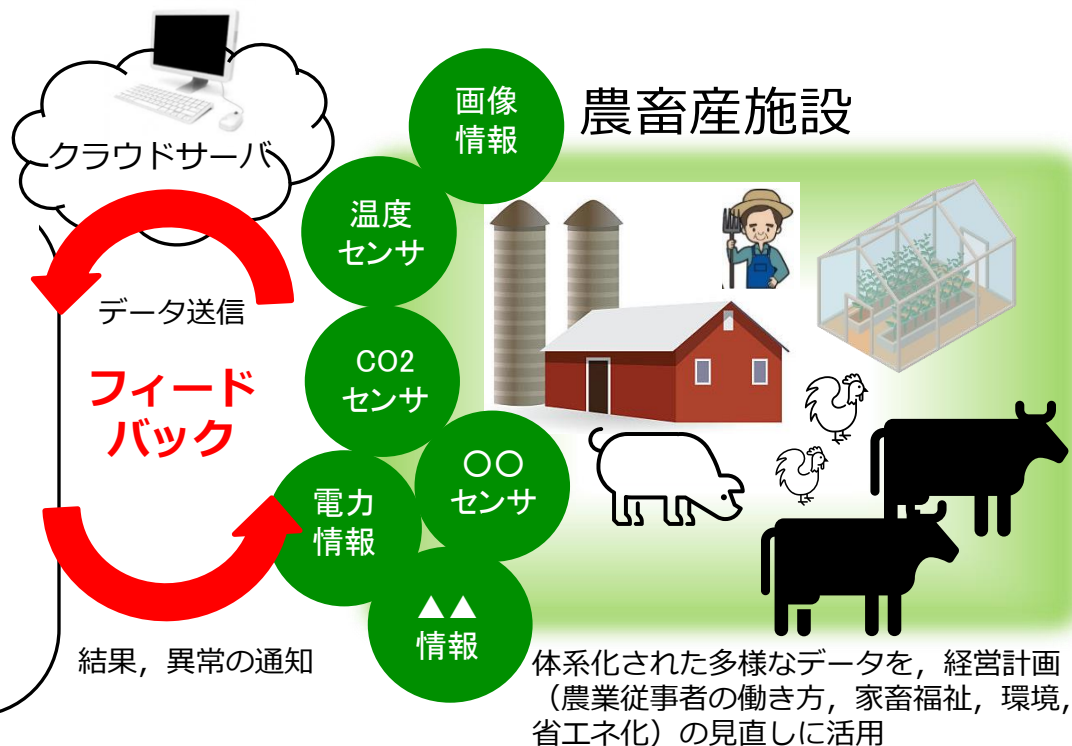 クラウドサーバ
データ送信
フィード
バック
結果，異常の通知
画像
情報
温度
センサ
CO2
センサ
〇〇
センサ
電力
情報
▲▲
情報
農畜産施設
体系化された多様なデータを，経営計画
（農業従事者の働き方，家畜福祉，環境，
省エネ化）の見直しに活用